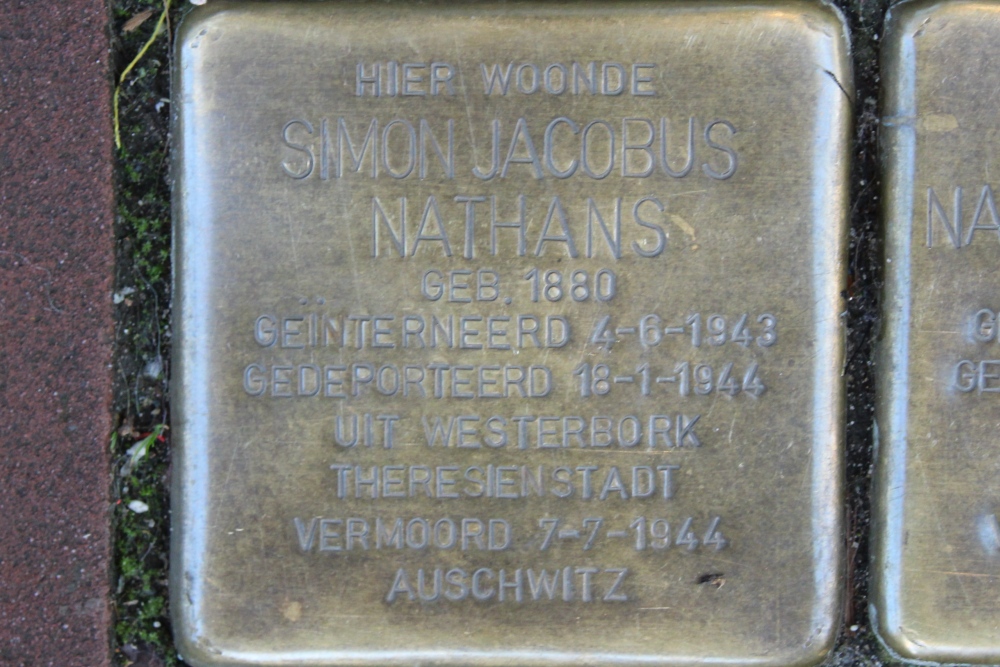 HIER WOONDE
SIMON JACOBUS
NATHANS
GEB. 1880
GEÏNTERNEERD 4-6-1943
GEDEPORTEERD 18-1-1944
UIT WESTERBORK
THERESIENSTADT
VERMOORD 7-7-1944
AUSCHWITZ